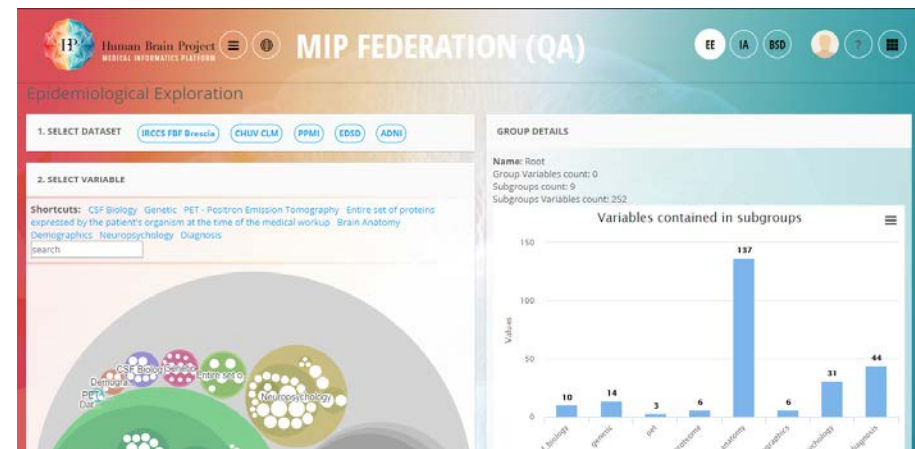 HP
Human Brain Project
MEDICAL INFORMATICS PLATFORM
MIP FEDERATION (QA)
EE IA BSD ?
Epidemiological Exploration
1. SELECT DATASET IRCCS FBF Brescia CHUV CLM PPMI EDSD ADNI
2. SELECT VARIABLE
Shortcuts: CSF Biology Genetic PET - Positron Emission Tomography Entire set of proteins
expressed by the patient's organism at the time of the medical workup Brain Anatomy
Demographics Neuropsychology Diagnosis
search
CSF Biolog
Genetic
Entire set o
Demogra
PET
Dat
Neuropsychology
GROUP DETAILS
Name: Root
Group Variables count: 0
Subgroups count: 9
Subgroups Variables count: 252
Variables contained in subgroups
Values
150
100
50
0
10
14
3
6
137
6
31
44
_biology
genetic
pet
proteome
anatomy
ographics
chology
diagnosis